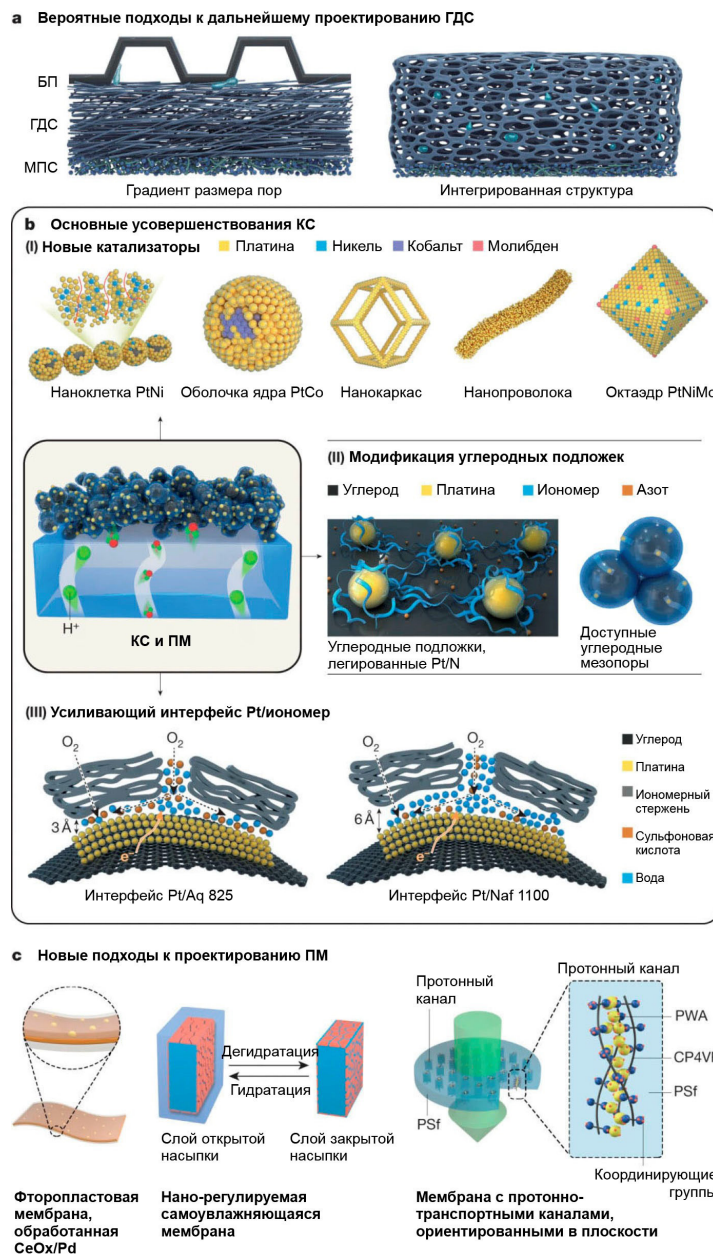 a Вероятные подходы к дальнейшему проектированию ГДС
БП
ГДС
МПС
Градиент размера пор
Интегрированная структура
b Основные усовершенствования КС
(I) Новые катализаторы
Платина
Никель
Кобальт
Молибден
Наноклетка PtNi
Оболочка ядра PtCo
Нанокаркас
Нанопроволока
Октаэдр PtNiMo
H⁺
КС и ПМ
(II) Модификация углеродных подложек
Углерод
Платина
Иономер
Азот
Углеродные подложки,
легированные Pt/N
Доступные
углеродные
мезопоры
(III) Усиливающий интерфейс Pt/иономер
O₂
O₂
3 Å
e
Интерфейс Pt/Aq 825
O₂
O₂
6 Å
e
Интерфейс Pt/Naf 1100
Углерод
Платина
Иономерный
стержень
Сульфоновая
кислота
Вода
c Новые подходы к проектированию ПМ
Фторопластовая
мембрана,
обработанная
CeOx/Pd
Дегидратация
Гидратация
Слой открытой
насыпки
Слой закрытой
насыпки
Нано-регулируемая
самоувлажняющаяся
мембрана
Протонный
канал
PSf
Протонный канал
PWA
CP4VP
PSf
Координирующие
группы
Мембрана с протонно-
транспортными каналами,
ориентированными в плоскости